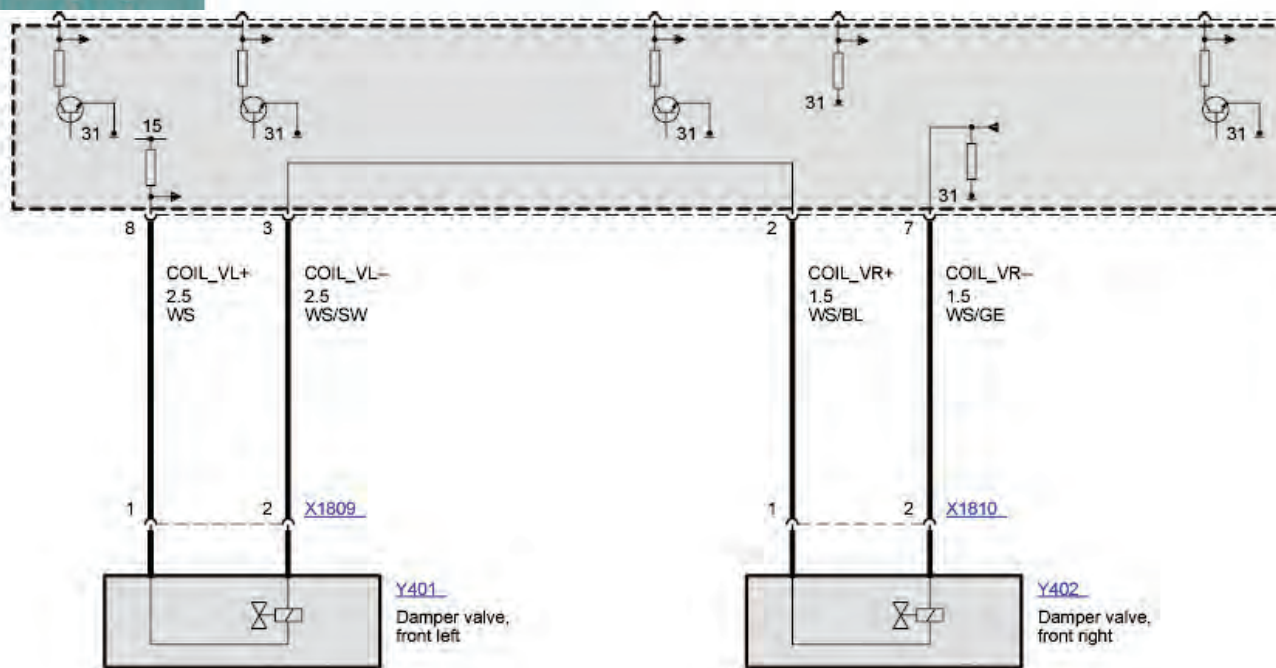 31
15
31
31
31
31
31
8
3
2
7
COIL_VL+
2.5
WS
COIL_VL–
2.5
WS/SW
COIL_VR+
1.5
WS/BL
COIL_VR–
1.5
WS/GE
1
2
X1809
1
2
X1810
Y401
Damper valve,
front left
Y402
Damper valve,
front right